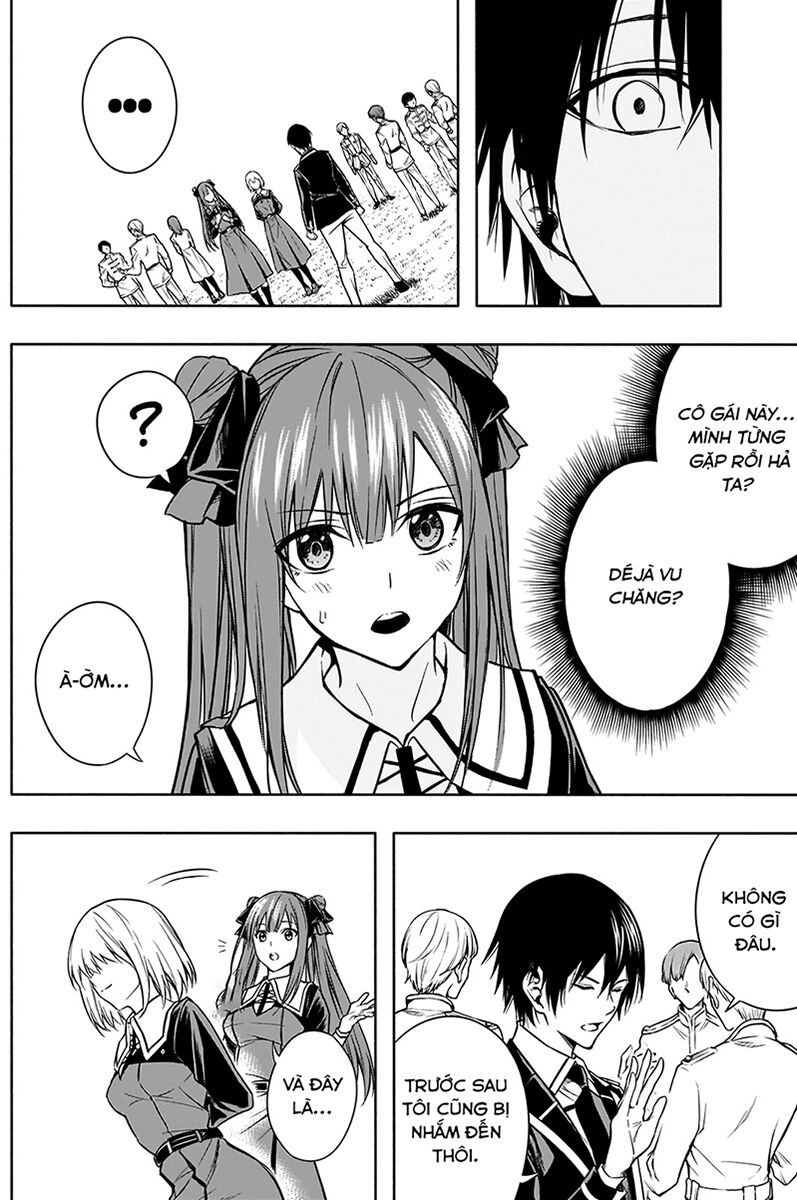 •••
CÔ GÁI NÀY...
MÌNH TỪNG
GẶP RỒI HẢ
TA?
DÉJÀ VU
CHĂNG?
?
À-ỜM...
KHÔNG
CÓ GÌ
ĐÂU.
TRƯỚC SAU
TÔI CŨNG BỊ
NHẮM ĐẾN
THÔI.
VÀ ĐÂY
LÀ...